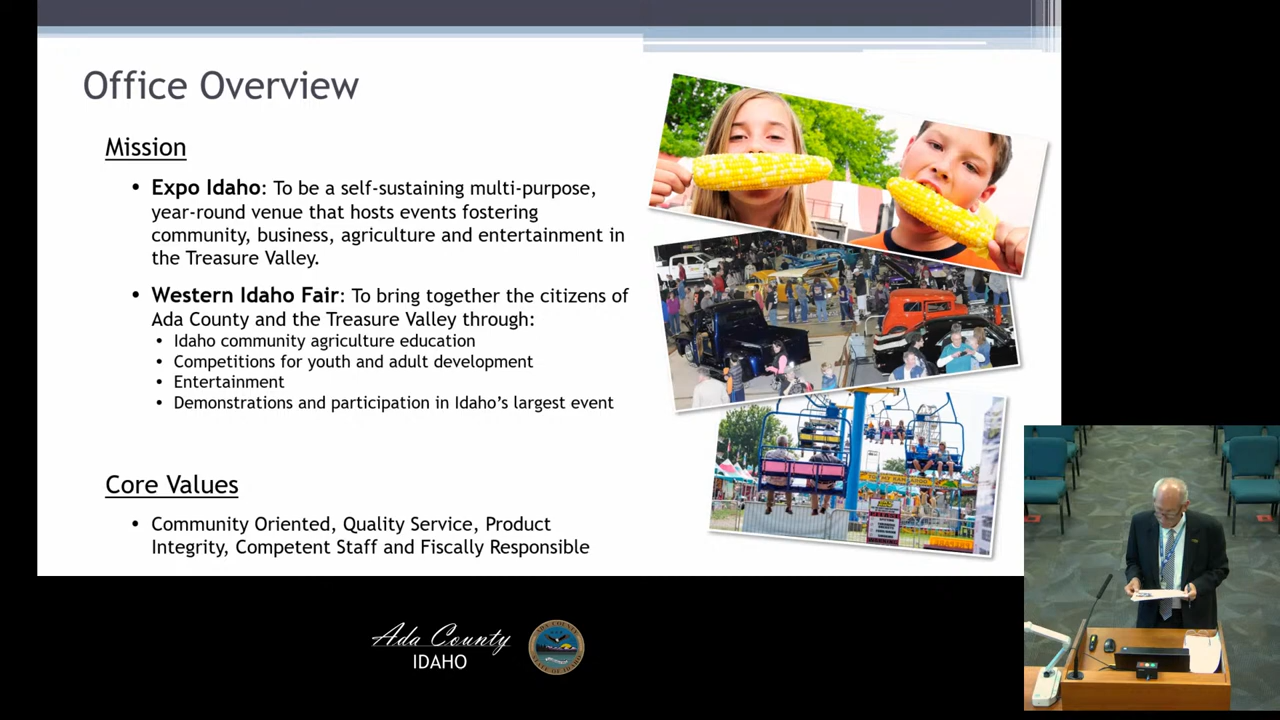 Office Overview
Mission
• Expo Idaho: To be a self-sustaining multi-purpose,
year-round venue that hosts events fostering
community, business, agriculture and entertainment in
the Treasure Valley.
• Western Idaho Fair: To bring together the citizens of
Ada County and the Treasure Valley through:
• Idaho community agriculture education
• Competitions for youth and adult development
• Entertainment
• Demonstrations and participation in Idaho's largest event
Core Values
• Community Oriented, Quality Service, Product
Integrity, Competent Staff and Fiscally Responsible
Ada County
IDAHO